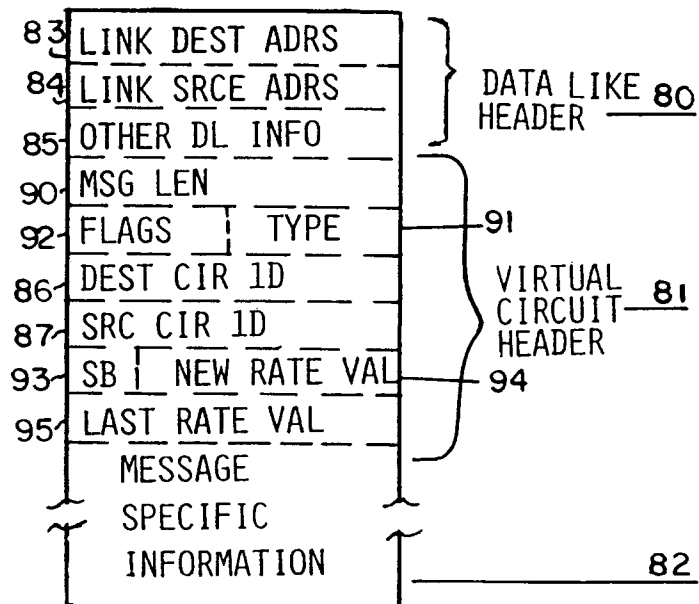 83 LINK DEST ADRS
84 LINK SRCE ADRS
DATA LIKE
HEADER 80
85 OTHER DL INFO
90 MSG LEN
92 FLAGS TYPE 91
86 DEST CIR 1D
VIRTUAL
CIRCUIT 81
HEADER
87 SRC CIR 1D
93 SB NEW RATE VAL 94
95 LAST RATE VAL
MESSAGE
SPECIFIC
INFORMATION 82